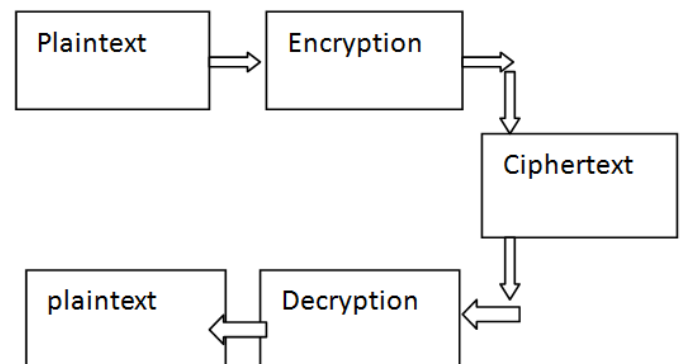 Plaintext
Encryption
Ciphertext
Decryption
plaintext